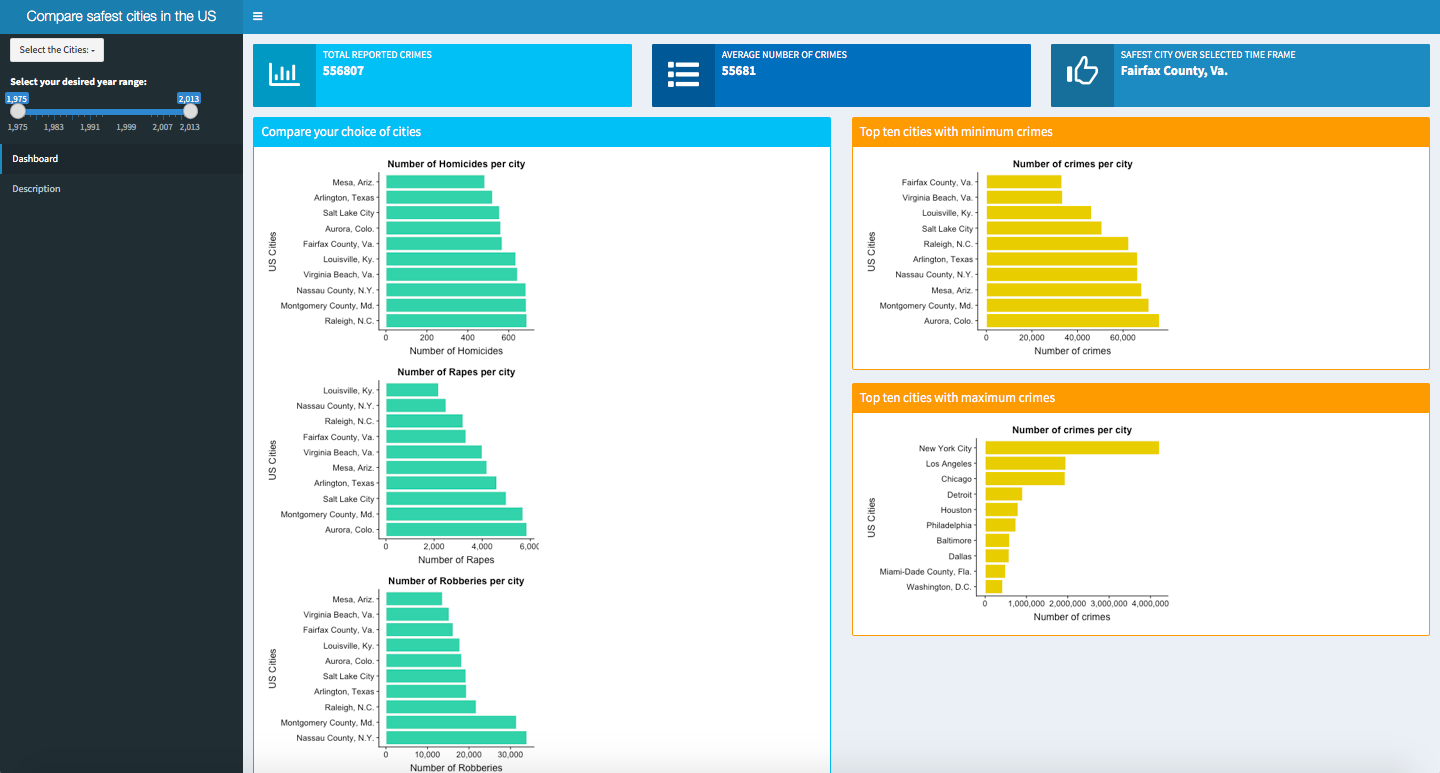 Compare safest cities in the US
Select the Cities:
Select your desired year range:
1,975 2,013
1,975 1,983 1,991 1,999 2,007 2,013
Dashboard
Description
TOTAL REPORTED CRIMES
556807
AVERAGE NUMBER OF CRIMES
55681
SAFEST CITY OVER SELECTED TIME FRAME
Fairfax County, Va.
Compare your choice of cities
Number of Homicides per city
US Cities
Mesa, Ariz.
Arlington, Texas
Salt Lake City
Aurora, Colo.
Fairfax County, Va.
Louisville, Ky.
Virginia Beach, Va.
Nassau County, N.Y.
Montgomery County, Md.
Raleigh, N.C.
0 200 400 600
Number of Homicides
Number of Rapes per city
US Cities
Louisville, Ky.
Nassau County, N.Y.
Raleigh, N.C.
Fairfax County, Va.
Virginia Beach, Va.
Mesa, Ariz.
Arlington, Texas
Salt Lake City
Montgomery County, Md.
Aurora, Colo.
0 2,000 4,000 6,000
Number of Rapes
Number of Robberies per city
US Cities
Mesa, Ariz.
Virginia Beach, Va.
Fairfax County, Va.
Louisville, Ky.
Aurora, Colo.
Salt Lake City
Arlington, Texas
Raleigh, N.C.
Montgomery County, Md.
Nassau County, N.Y.
0 10,000 20,000 30,000
Number of Robberies
Top ten cities with minimum crimes
Number of crimes per city
US Cities
Fairfax County, Va.
Virginia Beach, Va.
Louisville, Ky.
Salt Lake City
Raleigh, N.C.
Arlington, Texas
Nassau County, N.Y.
Mesa, Ariz.
Montgomery County, Md.
Aurora, Colo.
0 20,000 40,000 60,000
Number of crimes
Top ten cities with maximum crimes
Number of crimes per city
US Cities
New York City
Los Angeles
Chicago
Detroit
Houston
Philadelphia
Baltimore
Dallas
Miami-Dade County, Fla.
Washington, D.C.
0 1,000,000 2,000,000 3,000,000 4,000,000
Number of crimes